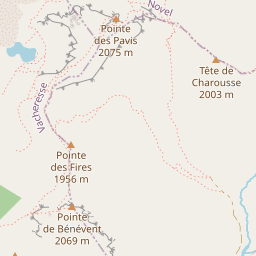 Novel
Pointe
des Pavis
2075 m
Tête de
Charousse
2003 m
Vacheresse
Pointe
des Fires
1956 m
Pointe
de Bénévent
2069 m